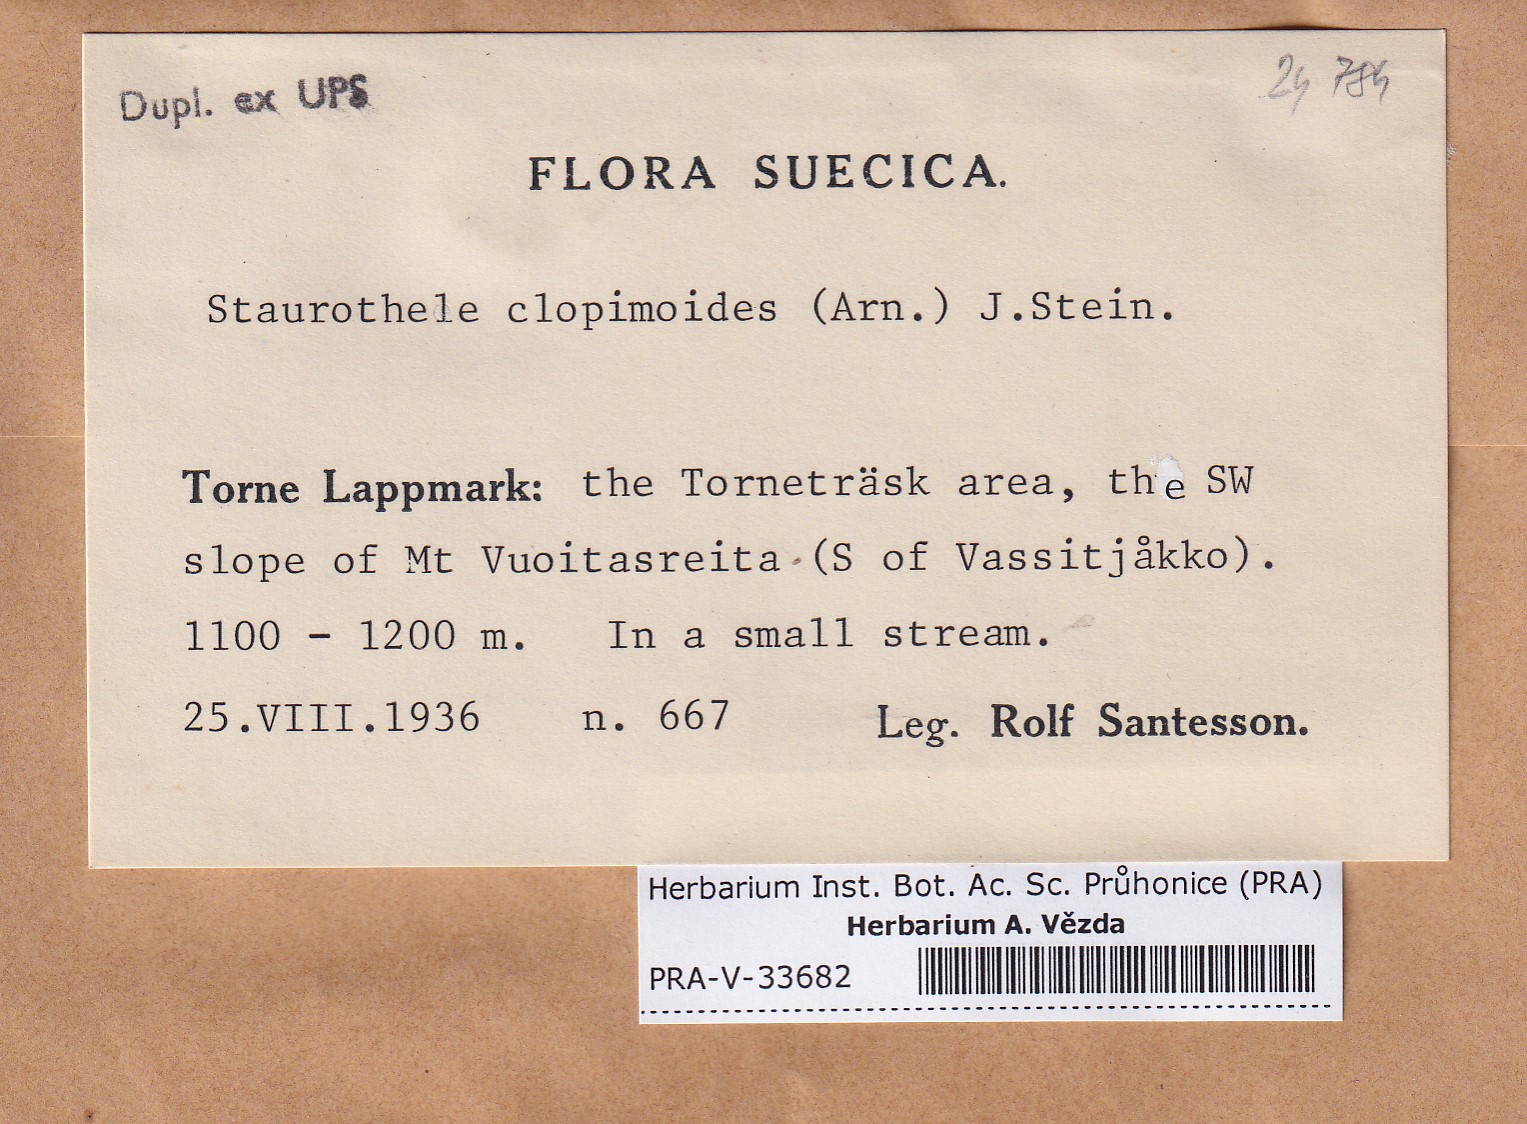 Dupl. ex UPS
24 784
FLORA SUECICA.
Staurothele clopimoides (Arn.) J.Stein.
Torne Lappmark: the Torneträsk area, the SW
slope of Mt Vuoitasreita (S of Vassitjåkko).
1100 - 1200 m. In a small stream.
25.VIII.1936 n. 667 Leg. Rolf Santesson.
Herbarium Inst. Bot. Ac. Sc. Průhonice (PRA)
Herbarium A. Vězda
PRA-V-33682